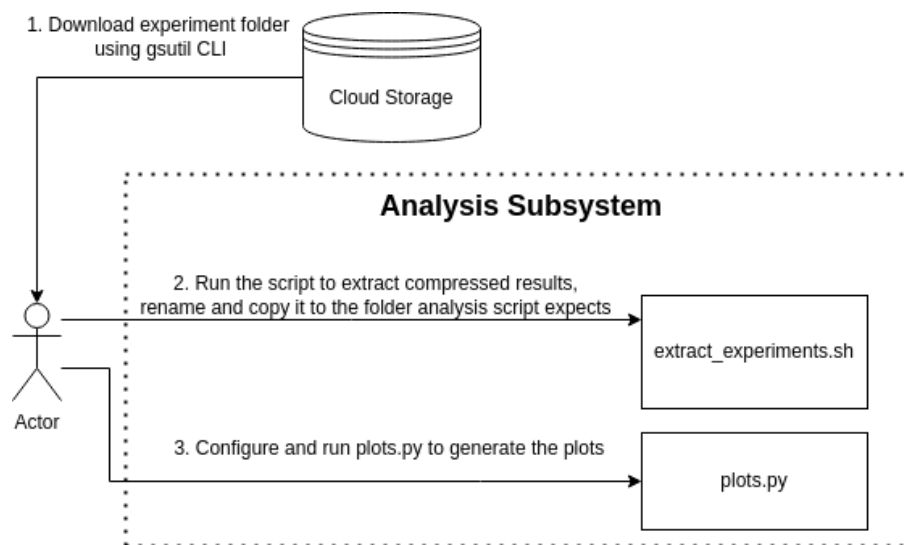 1. Download experiment folder
using gsutil CLI
Cloud Storage
Analysis Subsystem
2. Run the script to extract compressed results,
rename and copy it to the folder analysis script expects
extract_experiments.sh
Actor
3. Configure and run plots.py to generate the plots
plots.py